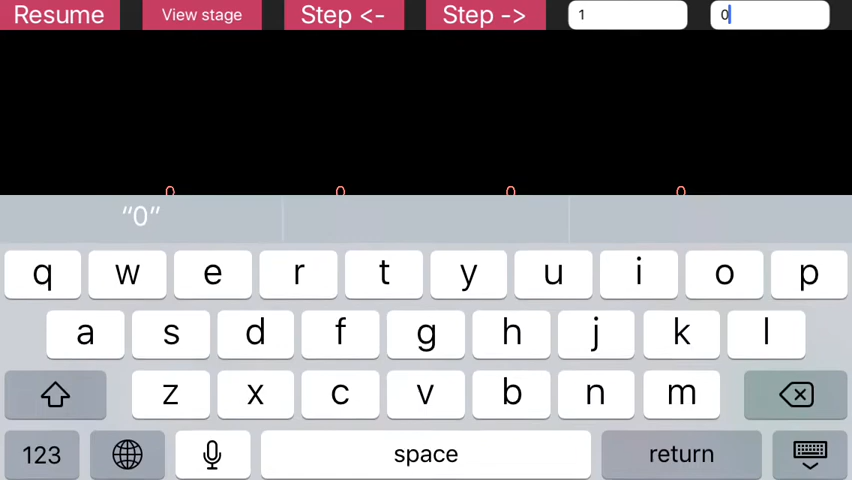 Resume View stage Step <- Step -> 1 0
0 0 0 0
“0”
q w e r t y u i o p
a s d f g h j k l
z x c v b n m
123 space return